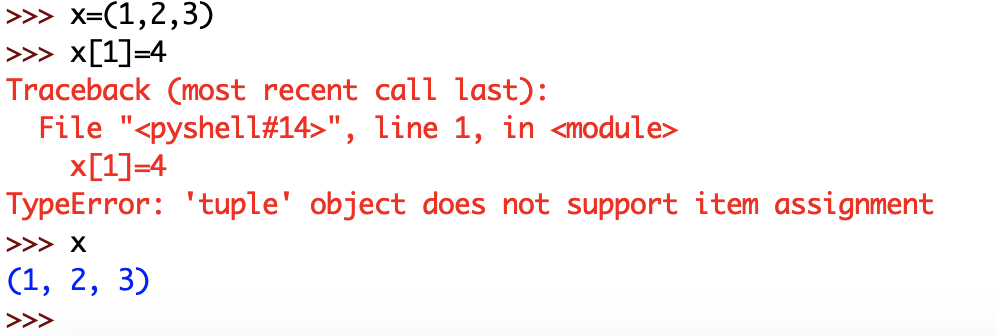 >>> x=(1,2,3)
>>> x[1]=4
Traceback (most recent call last):
  File "<pyshell#14>", line 1, in <module>
    x[1]=4
TypeError: 'tuple' object does not support item assignment
>>> x
(1, 2, 3)
>>>